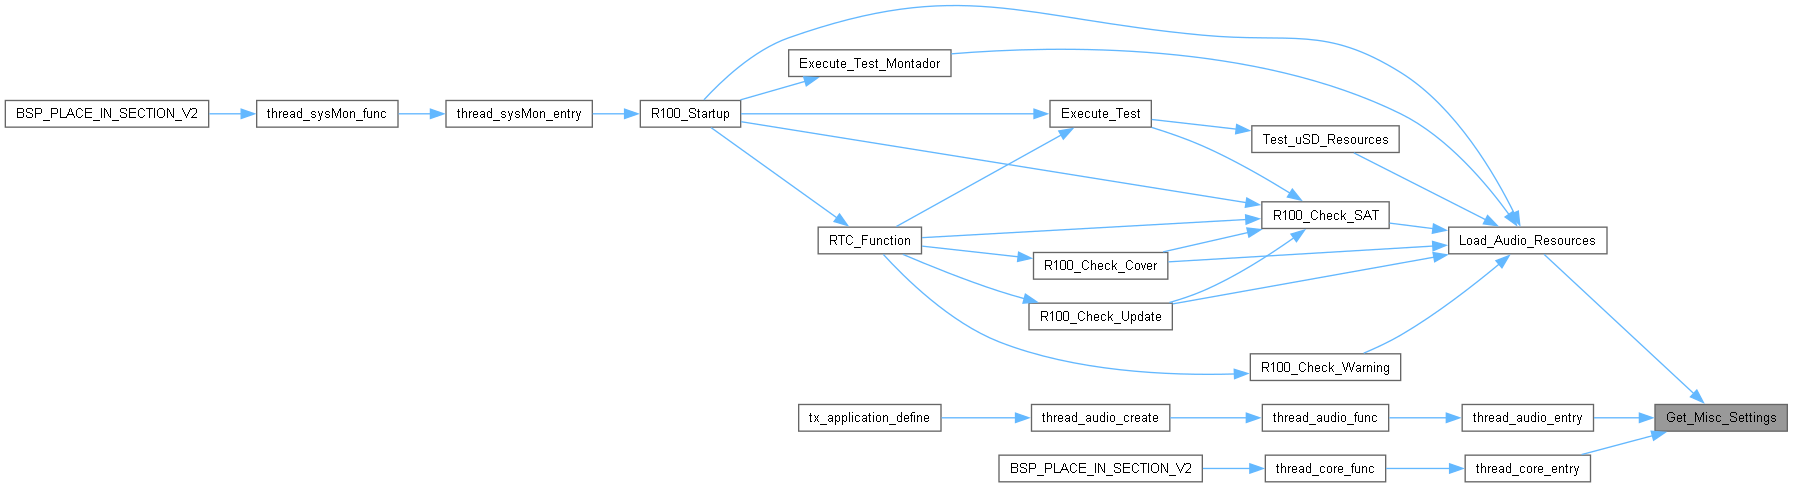 Execute_Test_Montador
BSP_PLACE_IN_SECTION_V2
thread_sysMon_func
thread_sysMon_entry
R100_Startup
Execute_Test
Test_uSD_Resources
R100_Check_SAT
RTC_Function
Load_Audio_Resources
R100_Check_Cover
R100_Check_Update
R100_Check_Warning
tx_application_define
thread_audio_create
thread_audio_func
thread_audio_entry
Get_Misc_Settings
BSP_PLACE_IN_SECTION_V2
thread_core_func
thread_core_entry